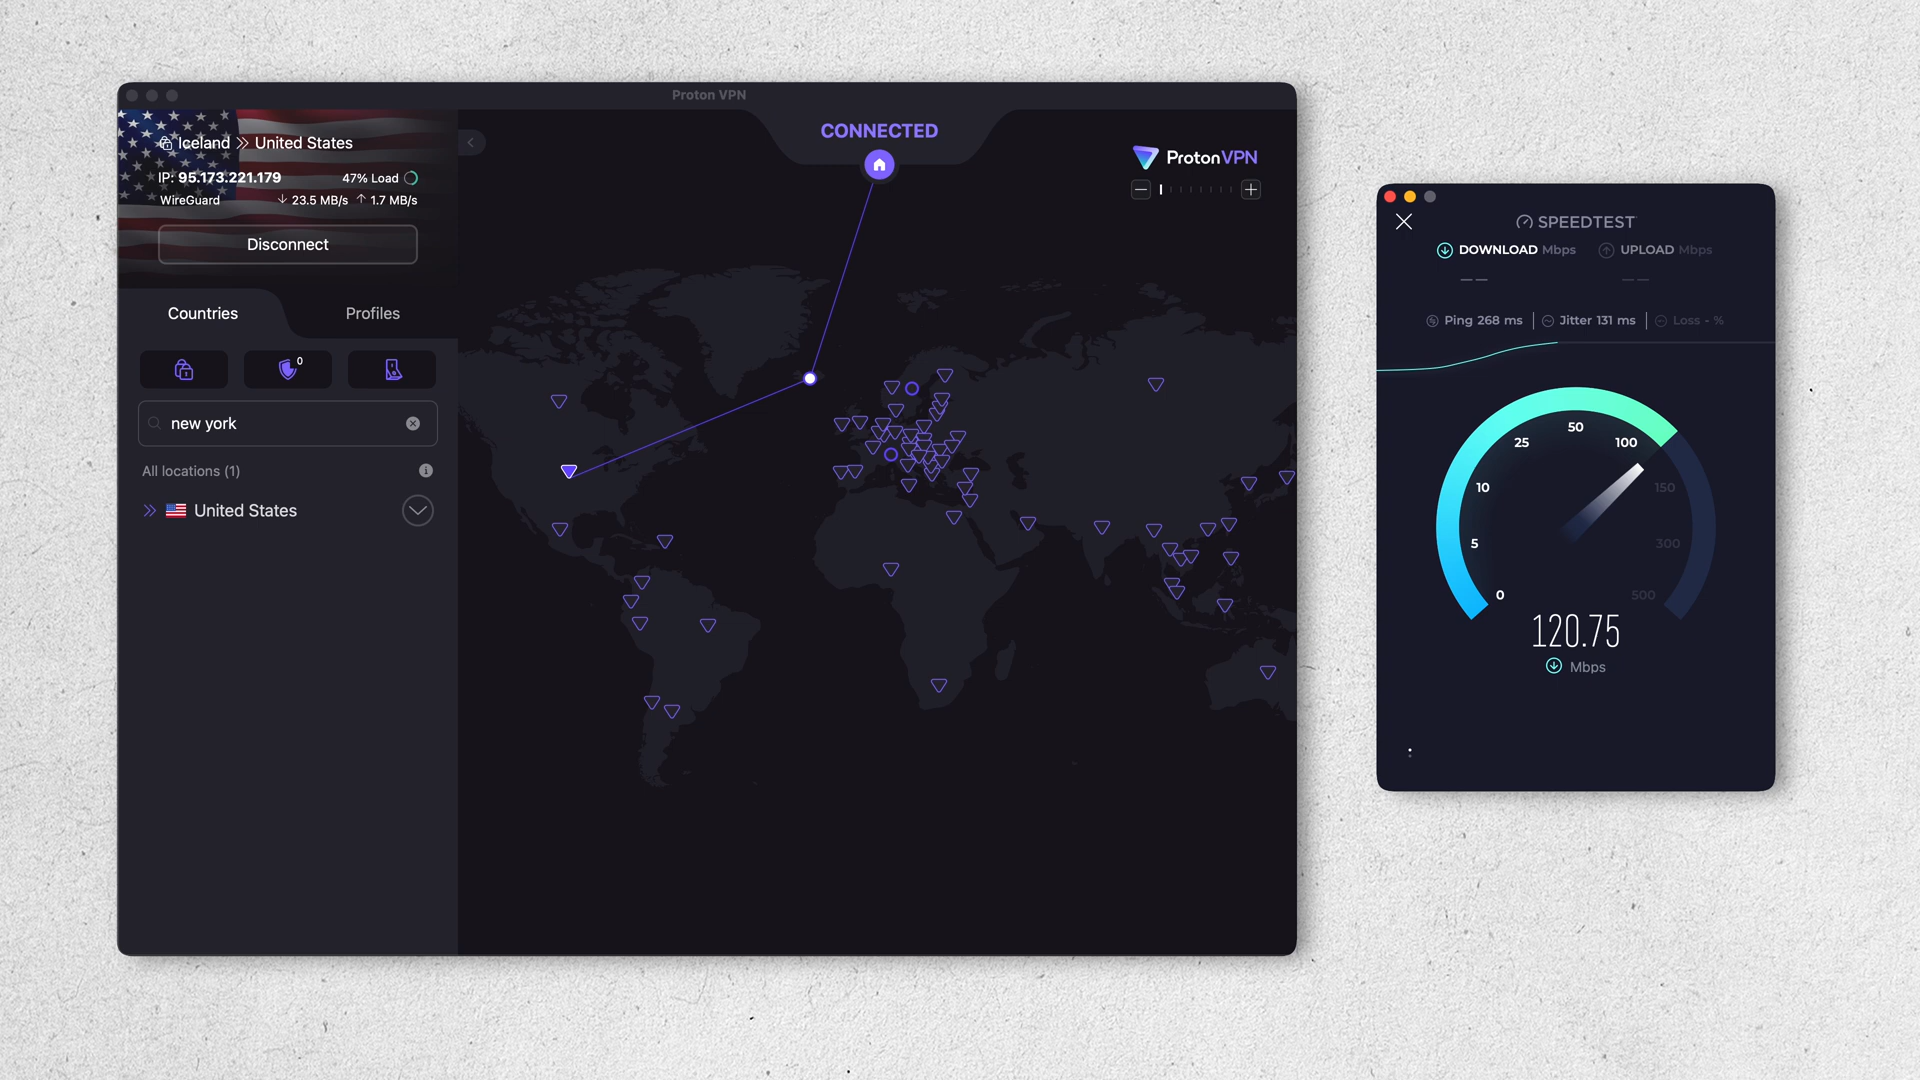 Proton VPN
Iceland >> United States
IP: 95.173.221.179 47% Load
WireGuard ↓ 23.5 MB/s ↑ 1.7 MB/s
Disconnect
Countries Profiles
0
new york
All locations (1)
United States
CONNECTED
ProtonVPN
SPEEDTEST
DOWNLOAD Mbps UPLOAD Mbps
— — — —
Ping 268 ms Jitter 131 ms Loss - %
0
5
10
25
50
100
150
300
500
120.75
Mbps